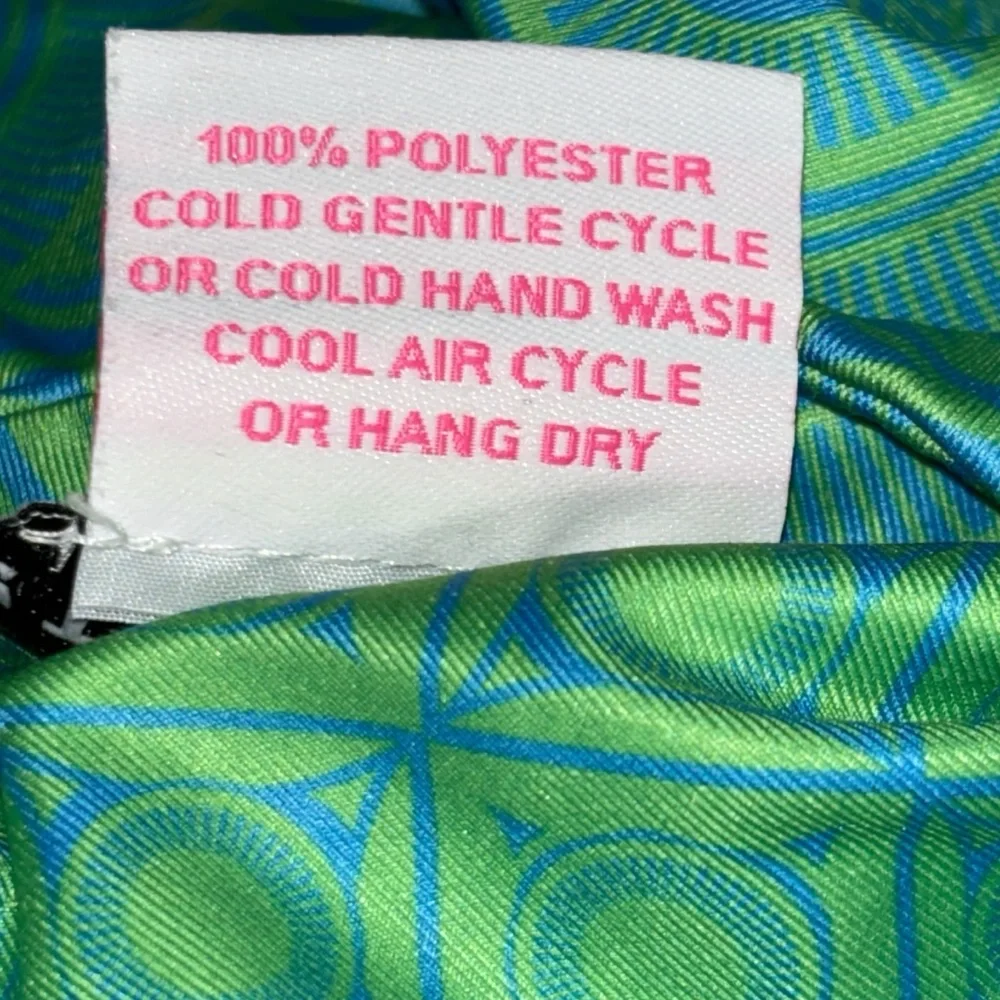 100% POLYESTER
COLD GENTLE CYCLE
OR COLD HAND WASH
COOL AIR CYCLE
OR HANG DRY